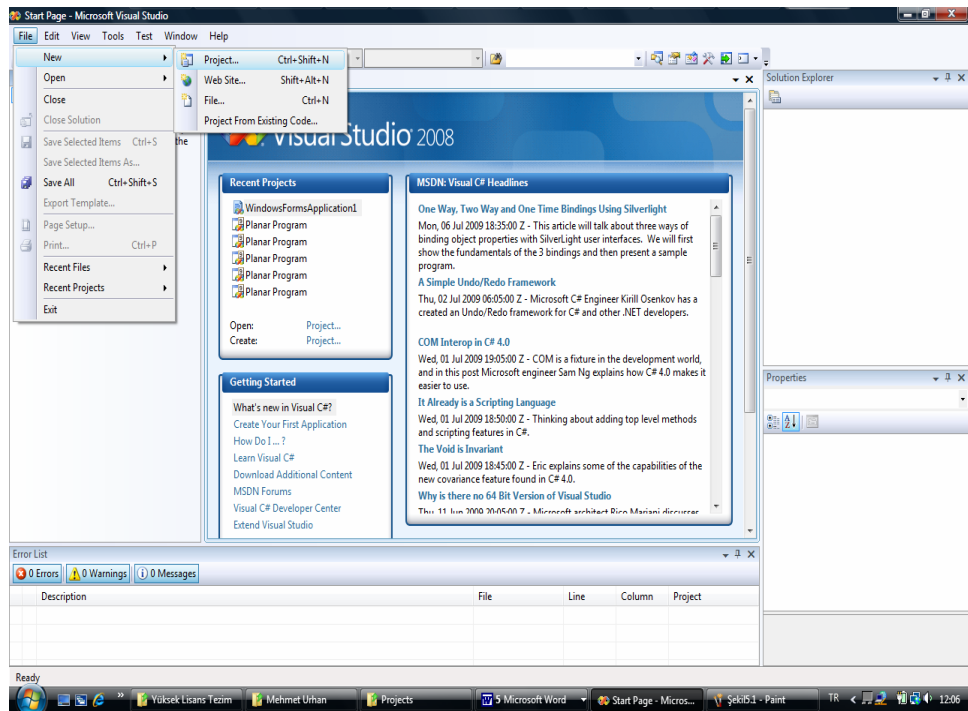 Start Page - Microsoft Visual Studio
File Edit View Tools Test Window Help
New
Open
Close
Close Solution
Save Selected Items Ctrl+S
Save Selected Items As...
Save All Ctrl+Shift+S
Export Template...
Page Setup...
Print... Ctrl+P
Recent Files
Recent Projects
Exit
Project... Ctrl+Shift+N
Web Site... Shift+Alt+N
File... Ctrl+N
Project From Existing Code...
the
Visual Studio 2008
Recent Projects
WindowsFormsApplication1
Planar Program
Planar Program
Planar Program
Planar Program
Planar Program
Open: Project...
Create: Project...
Getting Started
What's new in Visual C#?
Create Your First Application
How Do I ... ?
Learn Visual C#
Download Additional Content
MSDN Forums
Visual C# Developer Center
Extend Visual Studio
MSDN: Visual C# Headlines
One Way, Two Way and One Time Bindings Using Silverlight
Mon, 06 Jul 2009 18:35:00 Z - This article will talk about three ways of
binding object properties with SilverLight user interfaces. We will first
show the fundamentals of the 3 bindings and then present a sample
program.
A Simple Undo/Redo Framework
Thu, 02 Jul 2009 06:05:00 Z - Microsoft C# Engineer Kirill Osenkov has a
created an Undo/Redo framework for C# and other .NET developers.
COM Interop in C# 4.0
Wed, 01 Jul 2009 19:05:00 Z - COM is a fixture in the development world,
and in this post Microsoft engineer Sam Ng explains how C# 4.0 makes it
easier to use.
It Already is a Scripting Language
Wed, 01 Jul 2009 18:50:00 Z - Thinking about adding top level methods
and scripting features in C#.
The Void is Invariant
Wed, 01 Jul 2009 18:45:00 Z - Eric explains some of the capabilities of the
new covariance feature found in C# 4.0.
Why is there no 64 Bit Version of Visual Studio
Thu, 11 Jun 2009 20:05:00 Z - Microsoft architect Rico Mariani discusses
Solution Explorer
Properties
Error List
0 Errors 0 Warnings 0 Messages
Description File Line Column Project
Ready
Yüksek Lisans Tezim Mehmet Urhan Projects 5 Microsoft Word Start Page - Micros... Şekil5.1 - Paint TR 12:06